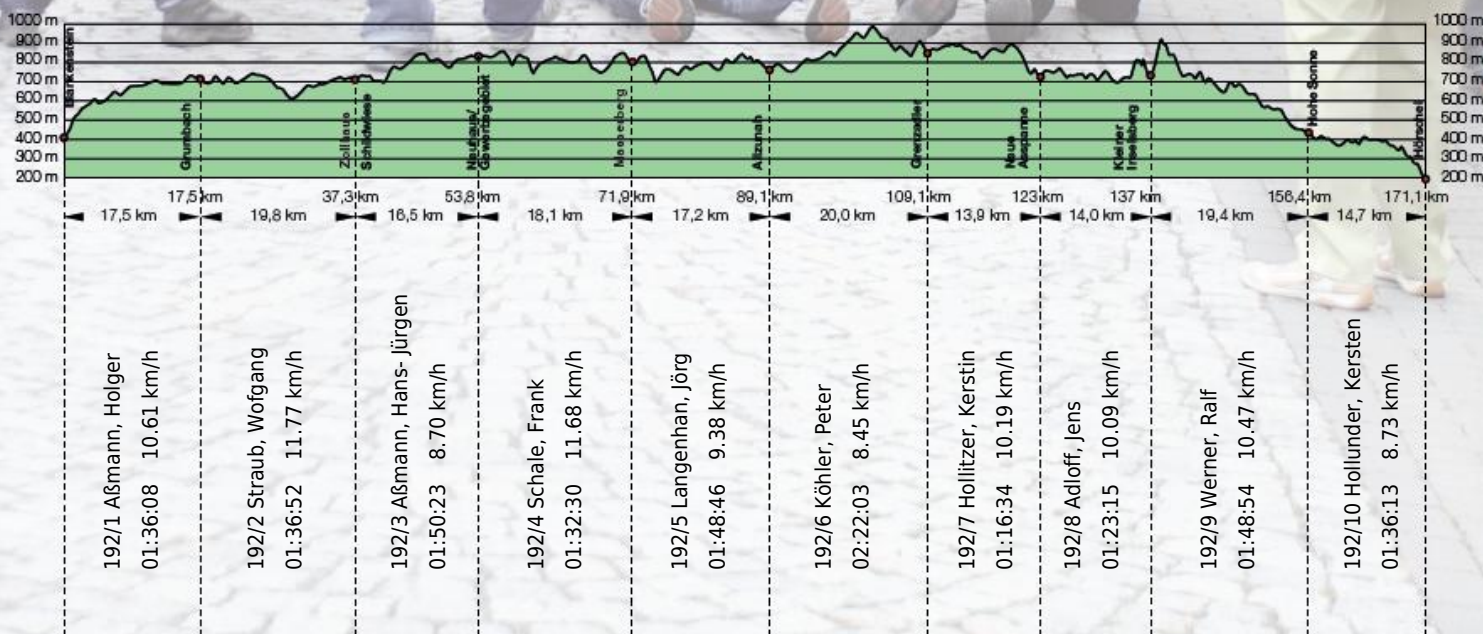 1000 m
900 m
800 m
700 m
600 m
500 m
400 m
300 m
200 m
1000 m
900 m
800 m
700 m
600 m
500 m
400 m
300 m
200 m
Blankenstein
Grumbach
Zollhaus
Schildwiese
Neuhaus/
Gewerbegebiet
Masserberg
Allzunah
Grenzadler
Neue
Ausspanne
Kleiner
Inselsberg
Hohe Sonne
Hörschel
17,5 km
37,3 km
53,8 km
71,9 km
89,1 km
109,1 km
123 km
137 km
156,4 km
171,1 km
17,5 km
19,8 km
16,5 km
18,1 km
17,2 km
20,0 km
13,9 km
14,0 km
19,4 km
14,7 km
192/1 Aßmann, Holger
01:36:08 10.61 km/h
192/2 Straub, Wofgang
01:36:52 11.77 km/h
192/3 Aßmann, Hans- Jürgen
01:50:23 8.70 km/h
192/4 Schale, Frank
01:32:30 11.68 km/h
192/5 Langenhan, Jörg
01:48:46 9.38 km/h
192/6 Köhler, Peter
02:22:03 8.45 km/h
192/7 Hollitzer, Kerstin
01:16:34 10.19 km/h
192/8 Adloff, Jens
01:23:15 10.09 km/h
192/9 Werner, Ralf
01:48:54 10.47 km/h
192/10 Hollunder, Kersten
01:36:13 8.73 km/h